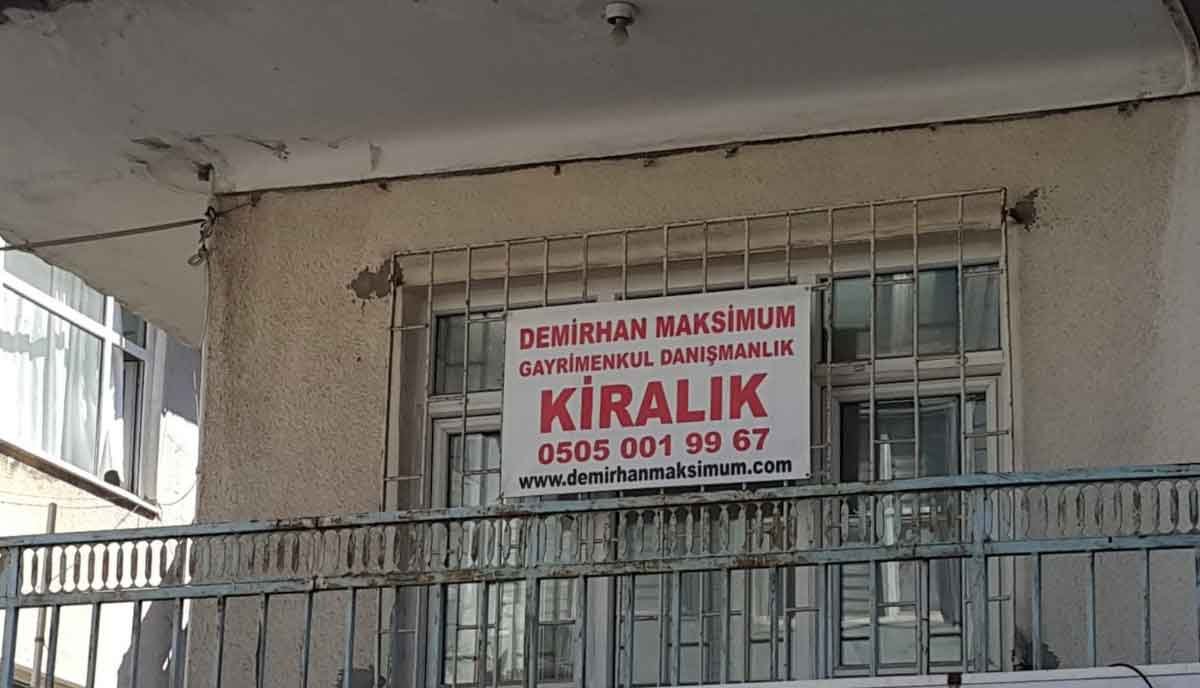 DEMİRHAN MAKSİMUM
GAYRİMENKUL DANIŞMANLIK
KİRALIK
0505 001 99 67
www.demirhanmaksimum.com